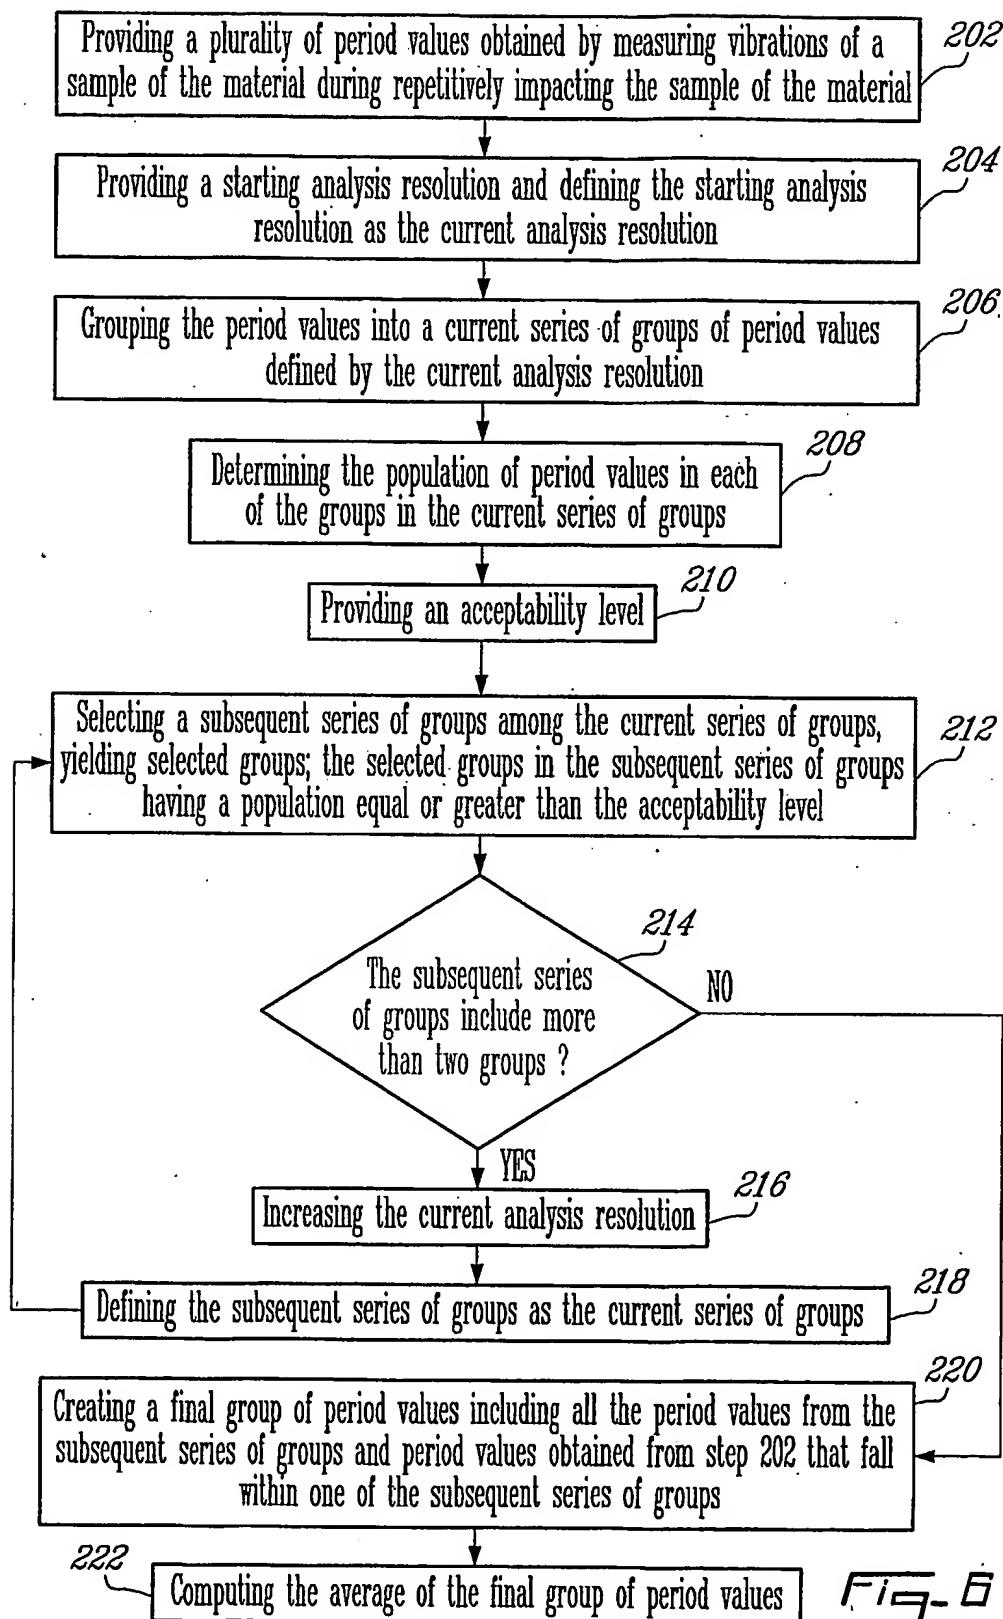 Providing a plurality of period values obtained by measuring vibrations of a
sample of the material during repetitively impacting the sample of the material
202
Providing a starting analysis resolution and defining the starting analysis
resolution as the current analysis resolution
204
Grouping the period values into a current series of groups of period values
defined by the current analysis resolution
206
Determining the population of period values in each
of the groups in the current series of groups
208
Providing an acceptability level
210
Selecting a subsequent series of groups among the current series of groups,
yielding selected groups; the selected groups in the subsequent series of groups
having a population equal or greater than the acceptability level
212
The subsequent series
of groups include more
than two groups ?
214
NO
YES
Increasing the current analysis resolution
216
Defining the subsequent series of groups as the current series of groups
218
Creating a final group of period values including all the period values from the
subsequent series of groups and period values obtained from step 202 that fall
within one of the subsequent series of groups
220
222
Computing the average of the final group of period values
Fig-6